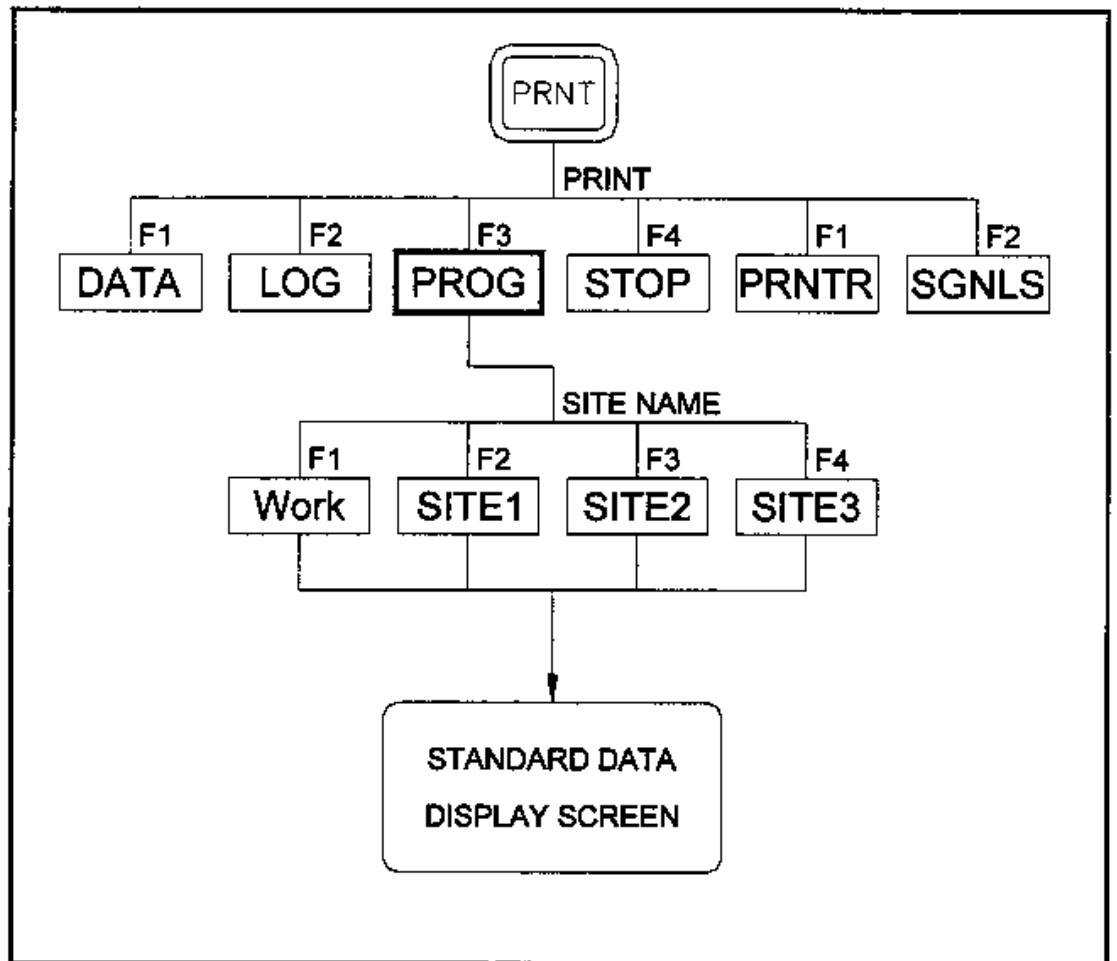 PRNT
PRINT
F1 F2 F3 F4 F1 F2
DATA LOG PROG STOP PRNTR SGNLS
SITE NAME
F1 F2 F3 F4
Work SITE1 SITE2 SITE3
STANDARD DATA
DISPLAY SCREEN